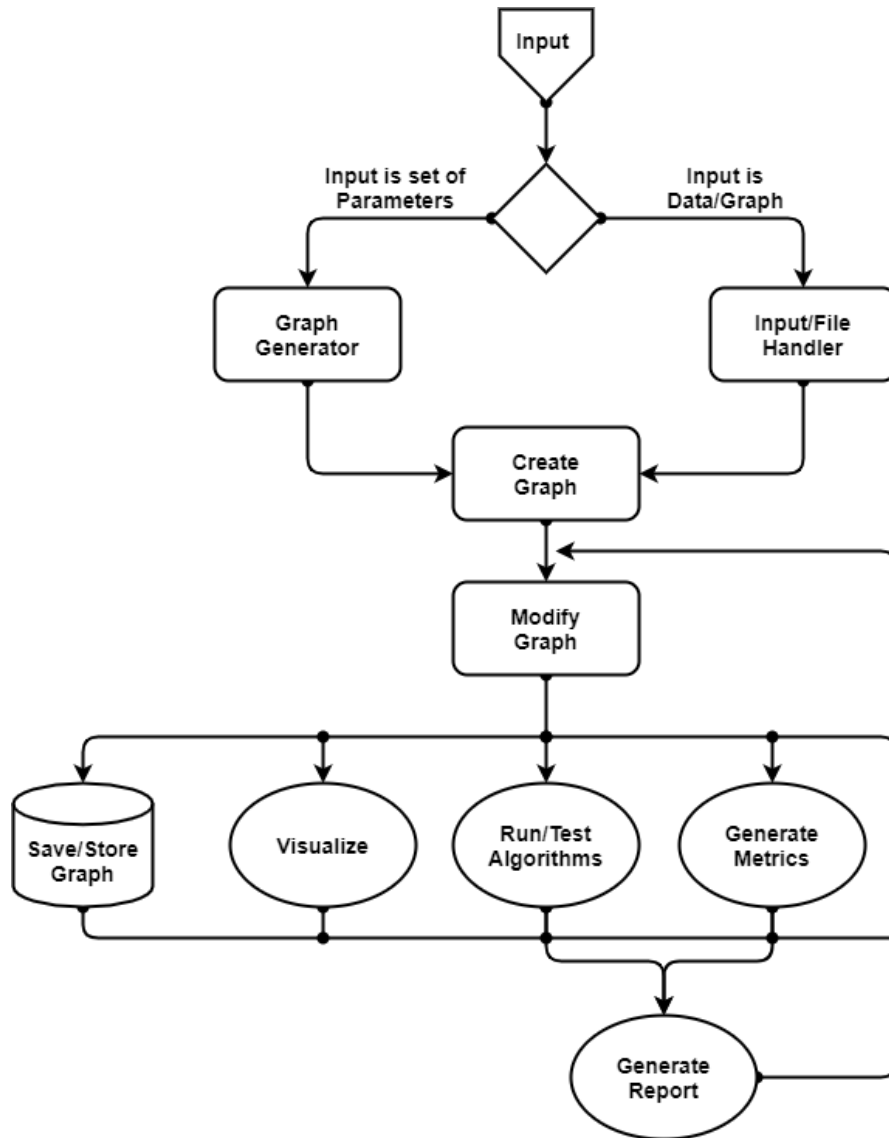 Input
Input is set of
Parameters
Input is
Data/Graph
Graph
Generator
Input/File
Handler
Create
Graph
Modify
Graph
Save/Store
Graph
Visualize
Run/Test
Algorithms
Generate
Metrics
Generate
Report